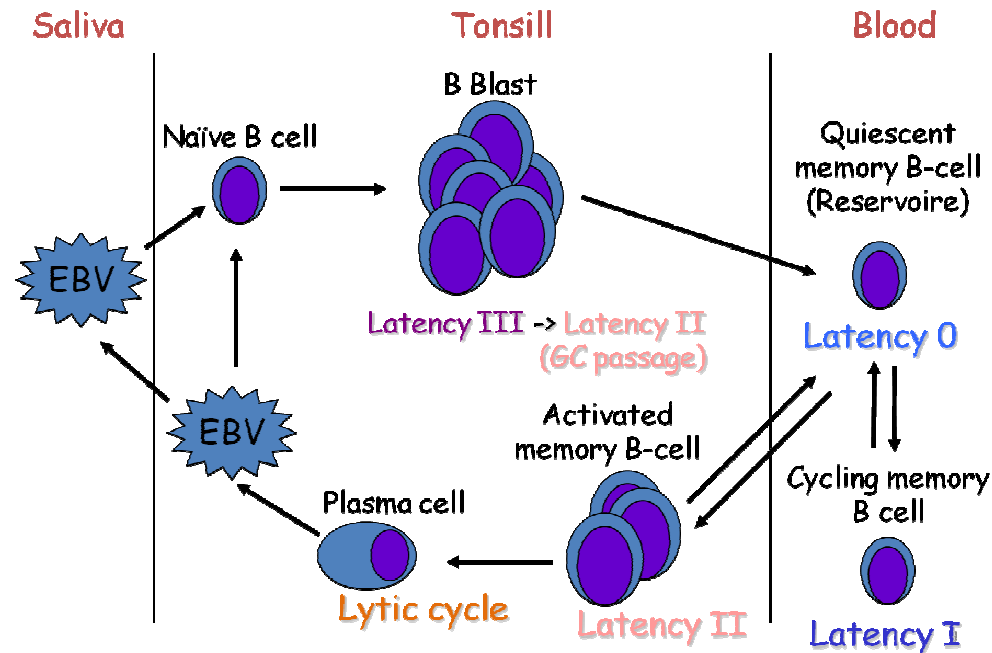 Saliva
Tonsill
Blood
B Blast
Naïve B cell
Quiescent
memory B-cell
(Reservoire)
EBV
Latency III -> Latency II
(GC passage)
Latency 0
EBV
Activated
memory B-cell
Cycling memory
B cell
Plasma cell
Lytic cycle
Latency II
Latency I